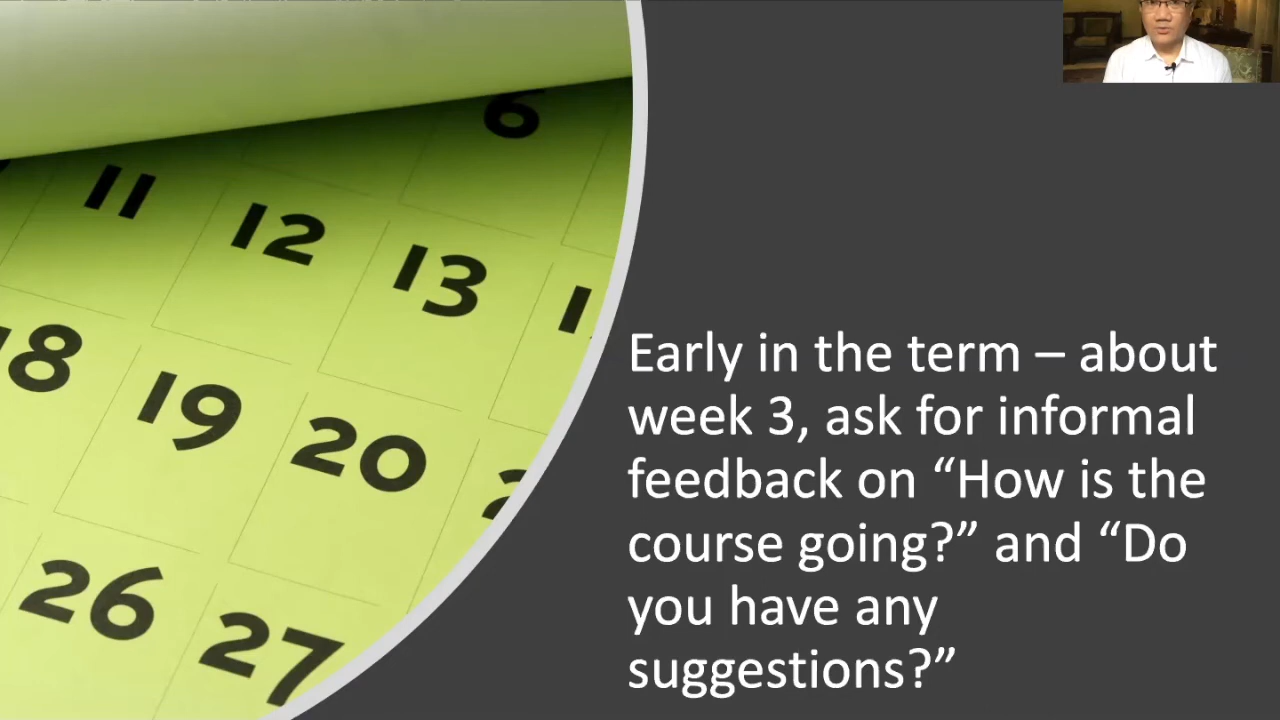 6
11 12 13
18 19 20
26 27
Early in the term – about
week 3, ask for informal
feedback on “How is the
course going?” and “Do
you have any
suggestions?”